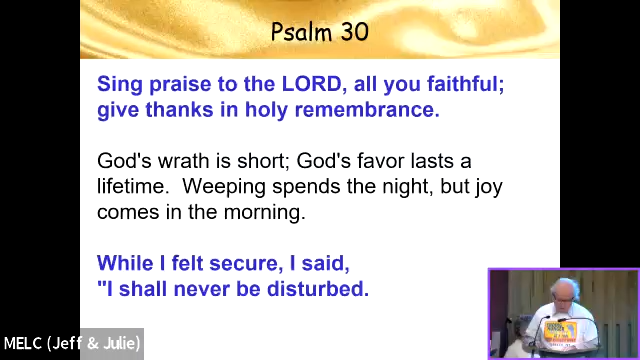 Psalm 30
Sing praise to the LORD, all you faithful;
give thanks in holy remembrance.
God's wrath is short; God's favor lasts a
lifetime.  Weeping spends the night, but joy
comes in the morning.
While I felt secure, I said,
"I shall never be disturbed.
MELC (Jeff & Julie)